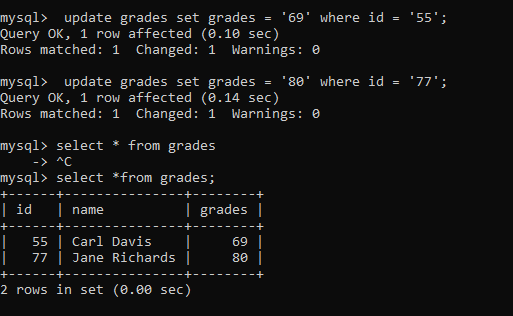 mysql>  update grades set grades = '69' where id = '55';
Query OK, 1 row affected (0.10 sec)
Rows matched: 1  Changed: 1  Warnings: 0

mysql>  update grades set grades = '80' where id = '77';
Query OK, 1 row affected (0.14 sec)
Rows matched: 1  Changed: 1  Warnings: 0

mysql> select * from grades
    -> ^C
mysql> select *from grades;
+------+---------------+--------+
| id   | name          | grades |
+------+---------------+--------+
|   55 | Carl Davis    |     69 |
|   77 | Jane Richards |     80 |
+------+---------------+--------+
2 rows in set (0.00 sec)